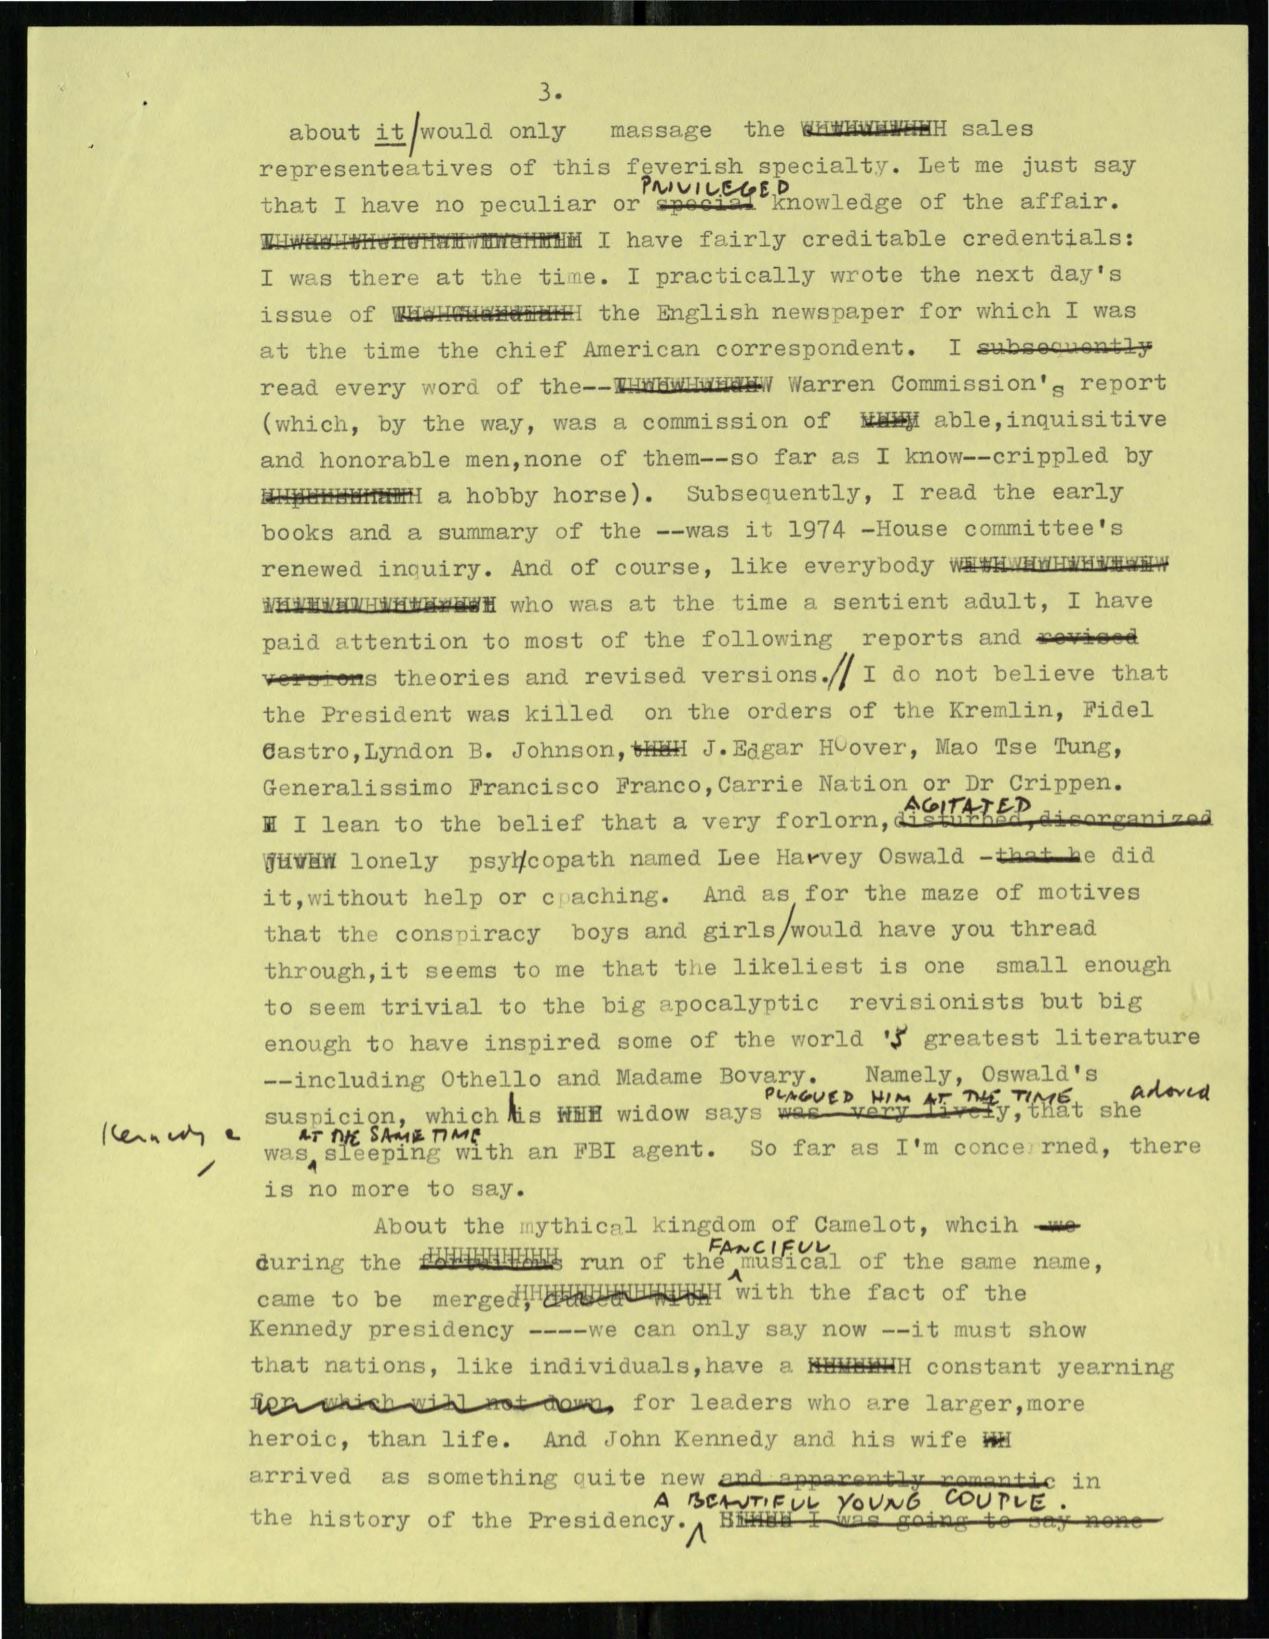 3.
about it/would only massage the sales
representeatives of this feverish specialty. Let me just say
PRIVILEGED
that I have no peculiar or special knowledge of the affair.
I have fairly creditable credentials:
I was there at the time. I practically wrote the next day's
issue of the English newspaper for which I was
at the time the chief American correspondent. I subsequently
read every word of the-- Warren Commission's report
(which, by the way, was a commission of able,inquisitive
and honorable men,none of them--so far as I know--crippled by
a hobby horse). Subsequently, I read the early
books and a summary of the --was it 1974 -House committee's
renewed inquiry. And of course, like everybody
who was at the time a sentient adult, I have
paid attention to most of the following reports and revised
versions theories and revised versions.// I do not believe that
the President was killed on the orders of the Kremlin, Fidel
Castro,Lyndon B. Johnson, J.Edgar Hoover, Mao Tse Tung,
Generalissimo Francisco Franco,Carrie Nation or Dr Crippen.
AGITATED
I lean to the belief that a very forlorn,disturbed,disorganized
lonely psyhcopath named Lee Harvey Oswald -that he did
it,without help or coaching. And as for the maze of motives
that the conspiracy boys and girls/would have you thread
through,it seems to me that the likeliest is one small enough
to seem trivial to the big apocalyptic revisionists but big
enough to have inspired some of the world 's greatest literature
--including Othello and Madame Bovary. Namely, Oswald's
PLAGUED HIM AT THE TIME adored
suspicion, which his widow says was very lively,that she
Kennedy & AT THE SAME TIME
was sleeping with an FBI agent. So far as I'm concerned, there
is no more to say.
About the mythical kingdom of Camelot, whcih we
FANCIFUL
during the fortuitous run of the musical of the same name,
came to be merged, with the fact of the
Kennedy presidency ----we can only say now --it must show
that nations, like individuals,have a constant yearning
for which will not down, for leaders who are larger,more
heroic, than life. And John Kennedy and his wife
arrived as something quite new and apparently romantic in
A BEAUTIFUL YOUNG COUPLE.
the history of the Presidency. I was going to say none